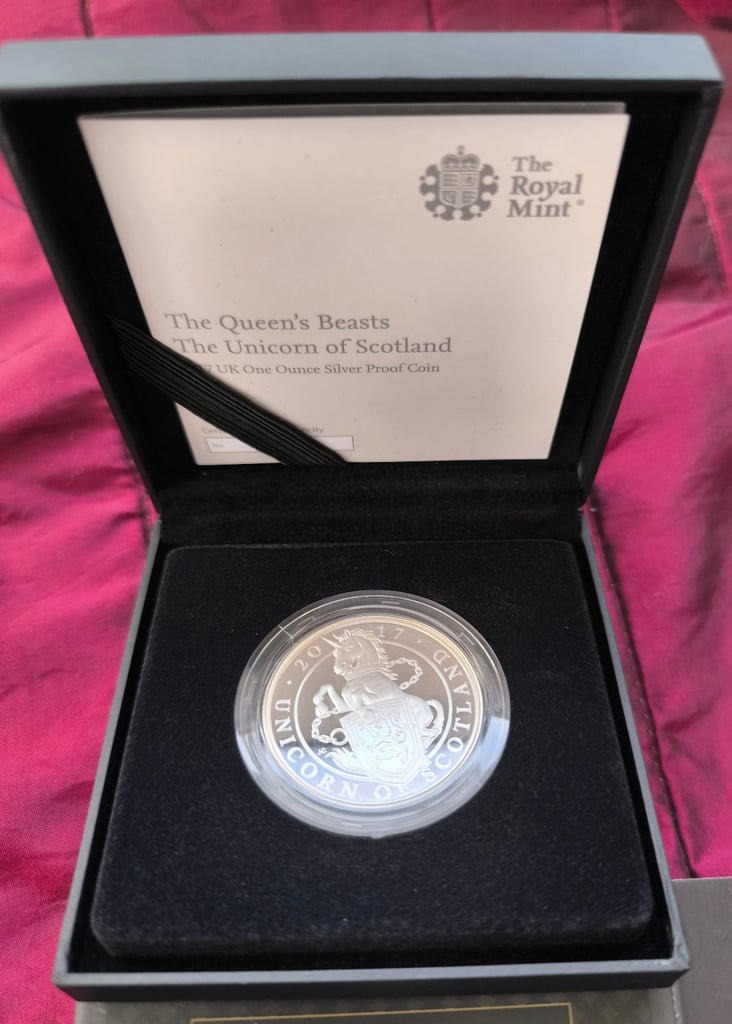 The
Royal
Mint®
The Queen's Beasts
The Unicorn of Scotland
7 UK One Ounce Silver Proof Coin
No.
· 2017 ·
UNICORN OF SCOTLAND